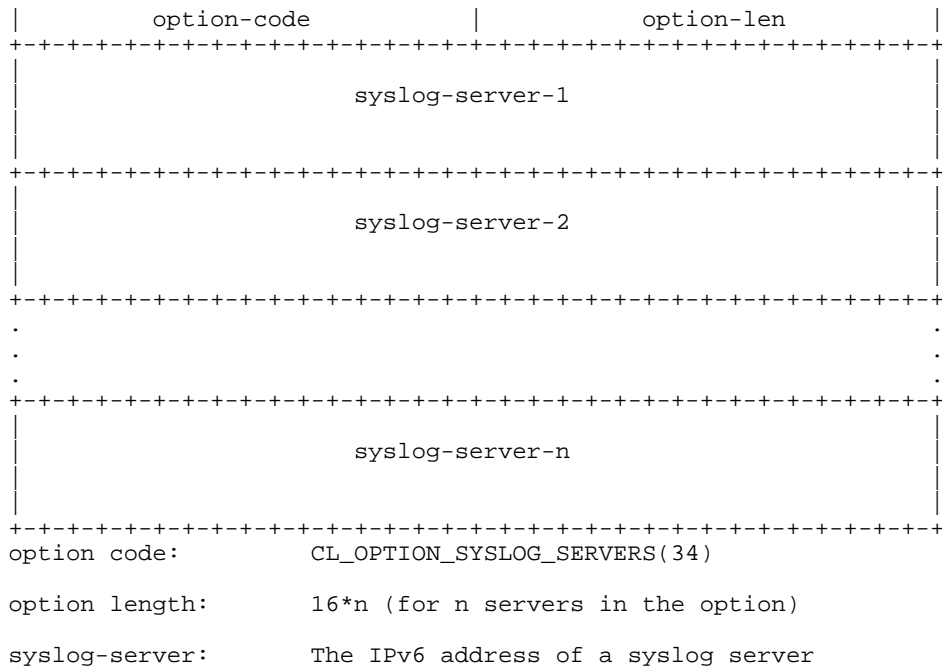 |          option-code          |           option-len          |
+-+-+-+-+-+-+-+-+-+-+-+-+-+-+-+-+-+-+-+-+-+-+-+-+-+-+-+-+-+-+-+-+
|                                                               |
|                       syslog-server-1                         |
|                                                               |
|                                                               |
+-+-+-+-+-+-+-+-+-+-+-+-+-+-+-+-+-+-+-+-+-+-+-+-+-+-+-+-+-+-+-+-+
|                                                               |
|                       syslog-server-2                         |
|                                                               |
|                                                               |
+-+-+-+-+-+-+-+-+-+-+-+-+-+-+-+-+-+-+-+-+-+-+-+-+-+-+-+-+-+-+-+-+
.                                                               .
.                                                               .
.                                                               .
+-+-+-+-+-+-+-+-+-+-+-+-+-+-+-+-+-+-+-+-+-+-+-+-+-+-+-+-+-+-+-+-+
|                                                               |
|                       syslog-server-n                         |
|                                                               |
|                                                               |
+-+-+-+-+-+-+-+-+-+-+-+-+-+-+-+-+-+-+-+-+-+-+-+-+-+-+-+-+-+-+-+-+
option code:         CL_OPTION_SYSLOG_SERVERS(34)
option length:       16*n (for n servers in the option)
syslog-server:       The IPv6 address of a syslog server